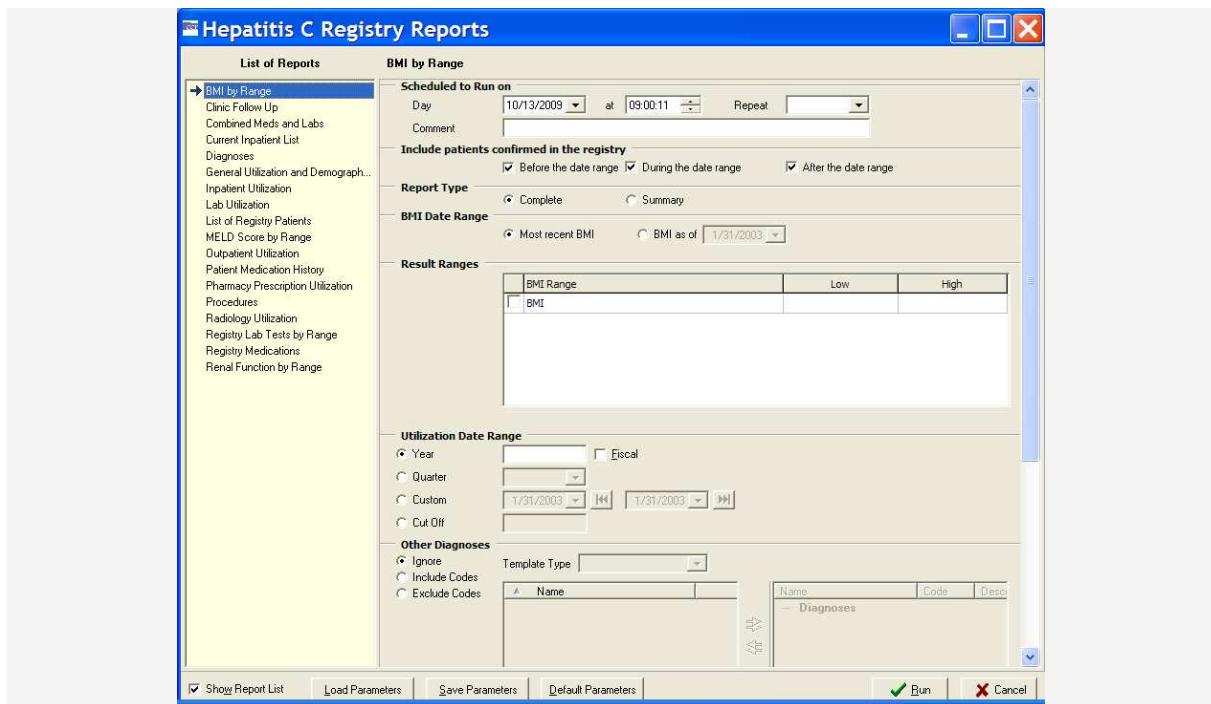 Hepatitis C Registry Reports
List of Reports
BMI by Range
BMI by Range
Clinic Follow Up
Combined Meds and Labs
Current Inpatient List
Diagnoses
General Utilization and Demograph...
Inpatient Utilization
Lab Utilization
List of Registry Patients
MELD Score by Range
Outpatient Utilization
Patient Medication History
Pharmacy Prescription Utilization
Procedures
Radiology Utilization
Registry Lab Tests by Range
Registry Medications
Renal Function by Range
Scheduled to Run on
Day 10/13/2009 at 09:00:11 Repeat
Comment
Include patients confirmed in the registry
Before the date range During the date range After the date range
Report Type
Complete Summary
BMI Date Range
Most recent BMI BMI as of 1/31/2003
Result Ranges
BMI Range Low High
BMI
Utilization Date Range
Year Fiscal
Quarter
Custom 1/31/2003 1/31/2003
Cut Off
Other Diagnoses
Ignore Template Type
Include Codes
Exclude Codes Name Name Code Desc
Diagnoses
Show Report List Load Parameters Save Parameters Default Parameters Run Cancel